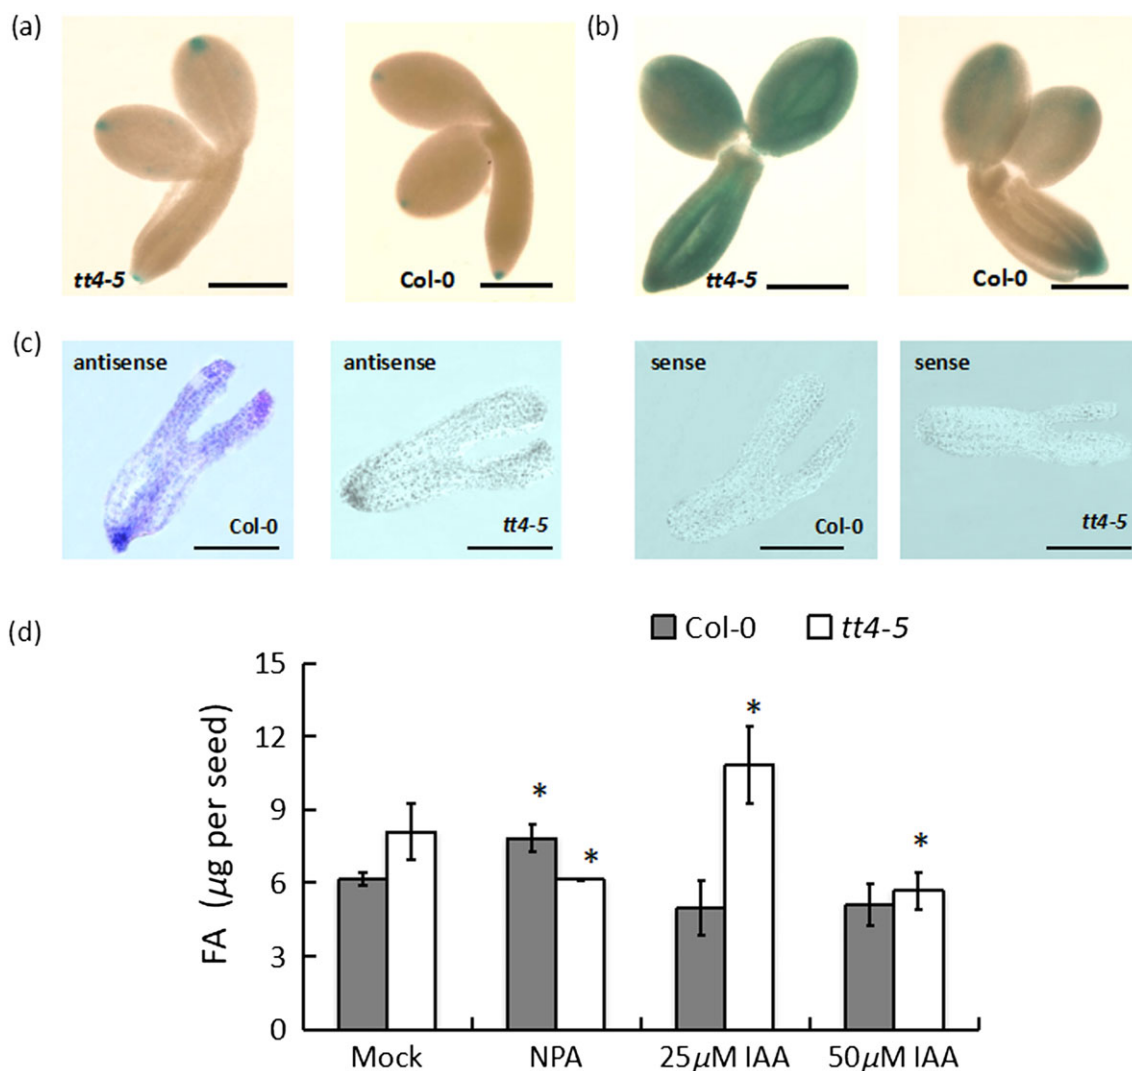 (a)
tt4-5
Col-0
(b)
tt4-5
Col-0
(c)
antisense
Col-0
antisense
tt4-5
sense
Col-0
sense
tt4-5
(d)
Col-0
tt4-5
FA (µg per seed)
15
12
9
6
3
0
*
*
*
*
Mock
NPA
25µM IAA
50µM IAA